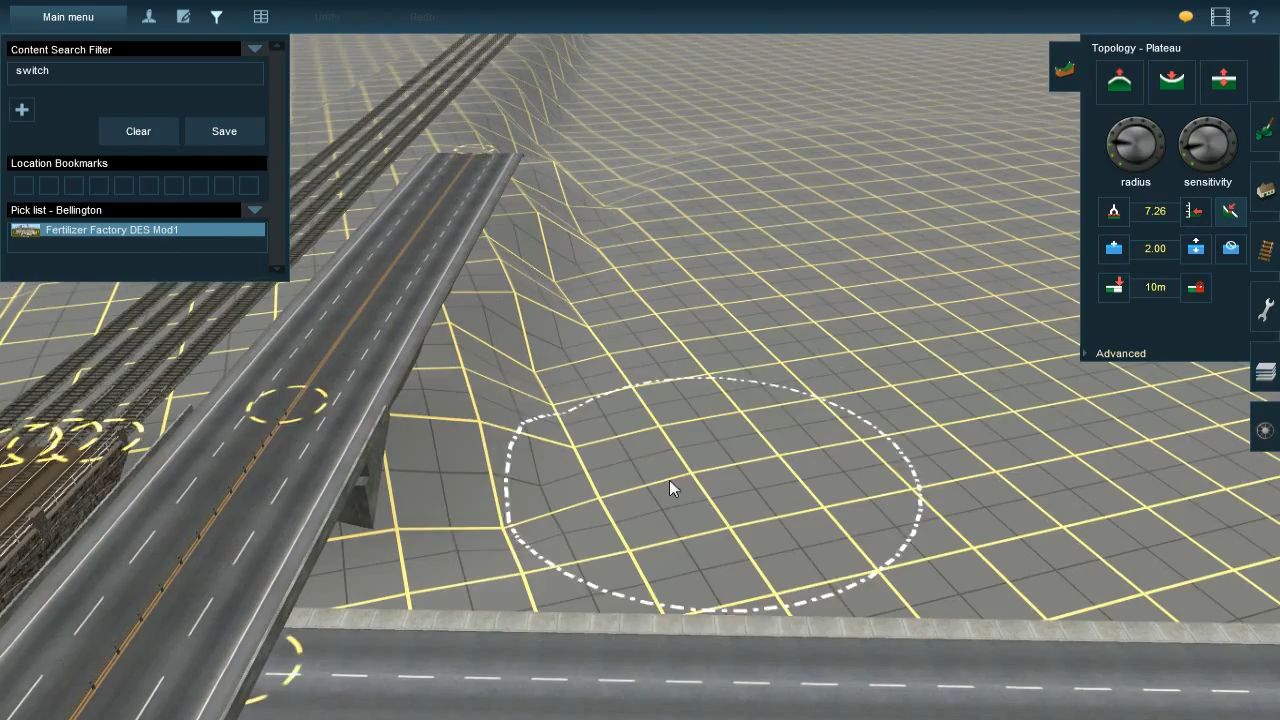 Main menu
Redo
?
Content Search Filter
switch
Clear
Save
Location Bookmarks
Pick list - Bellington
Fertilizer Factory DES Mod1
Topology - Plateau
radius
sensitivity
7.26
2.00
10m
Advanced